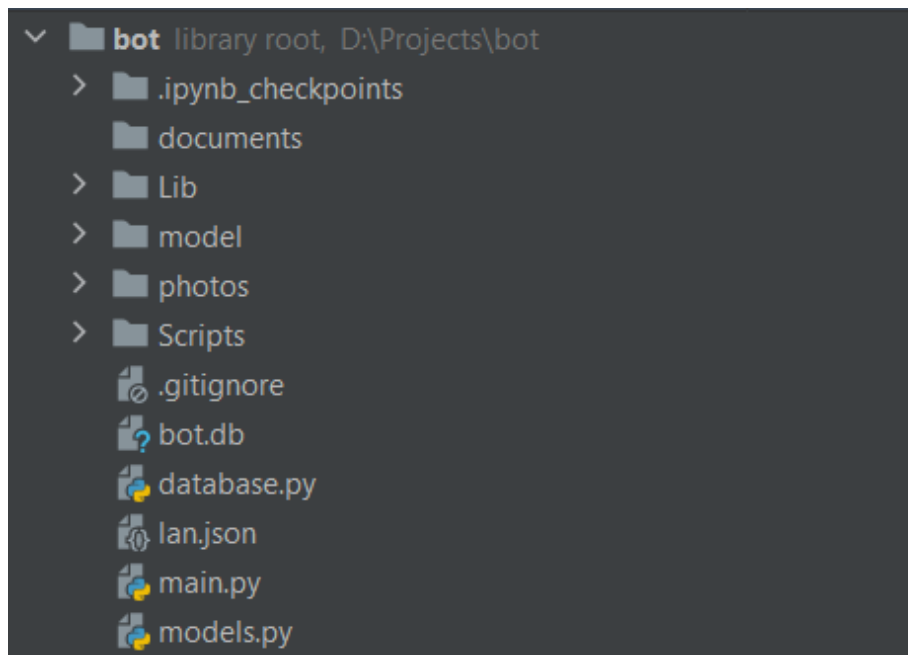 bot library root, D:\Projects\bot
.ipynb_checkpoints
documents
Lib
model
photos
Scripts
.gitignore
bot.db
database.py
lan.json
main.py
models.py